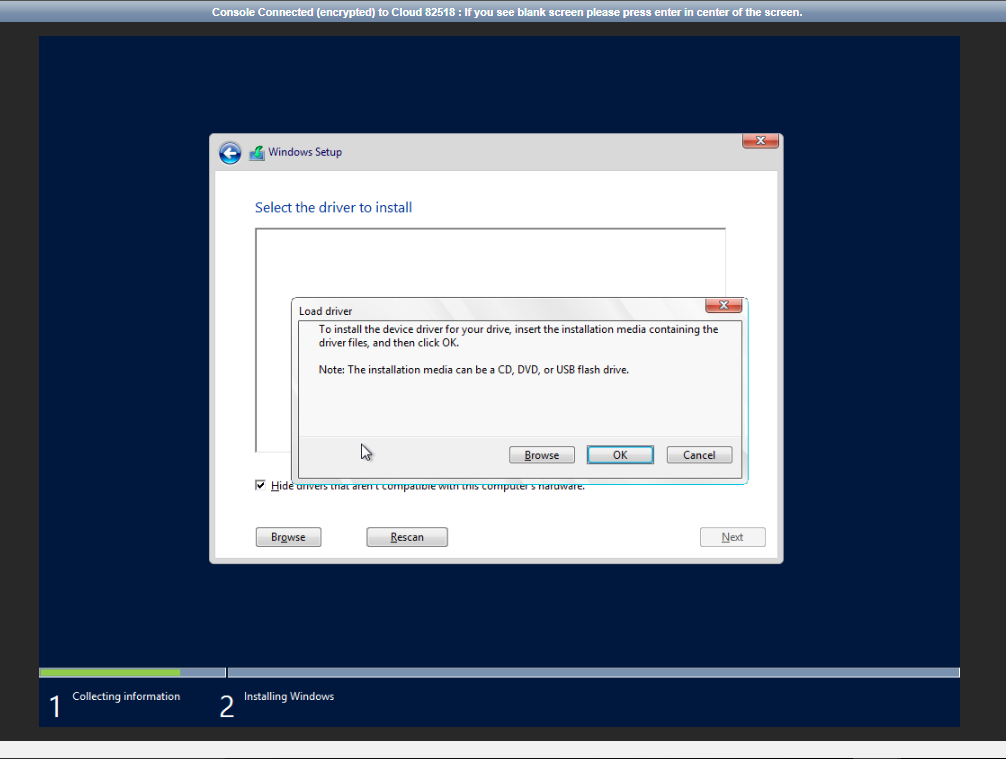 Console Connected (encrypted) to Cloud 82518 : If you see blank screen please press enter in center of the screen.
Windows Setup
Select the driver to install
Load driver
To install the device driver for your drive, insert the installation media containing the
driver files, and then click OK.
Note: The installation media can be a CD, DVD, or USB flash drive.
Browse OK Cancel
Hide drivers that aren't compatible with this computer's hardware.
Browse Rescan Next
1 Collecting information 2 Installing Windows